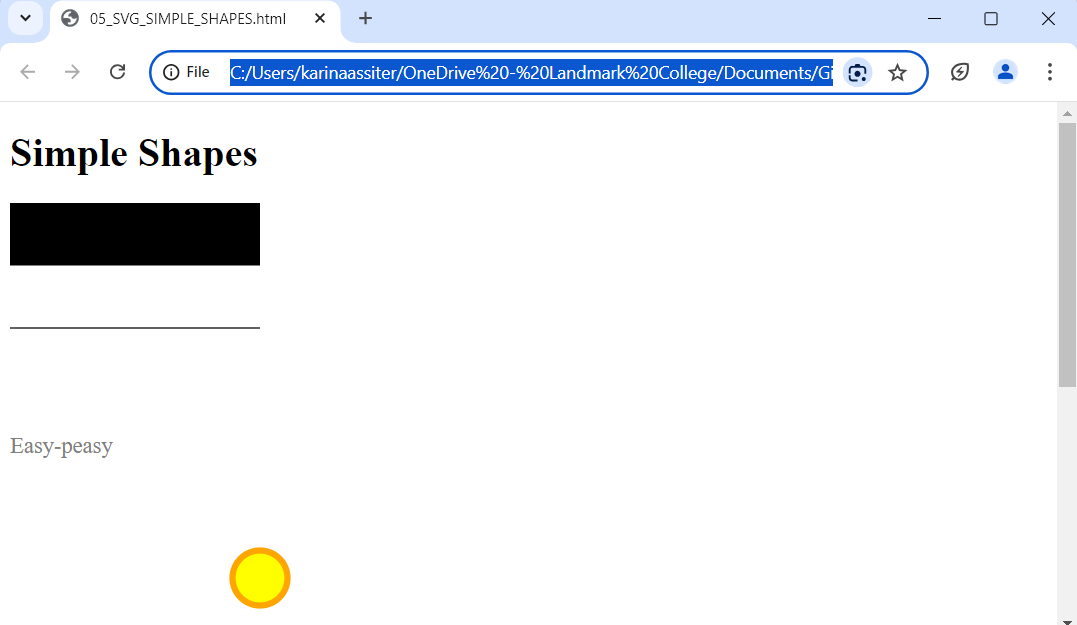 05_SVG_SIMPLE_SHAPES.html
File C:/Users/karinaassiter/OneDrive%20-%20Landmark%20College/Documents/Gi
Simple Shapes
Easy-peasy